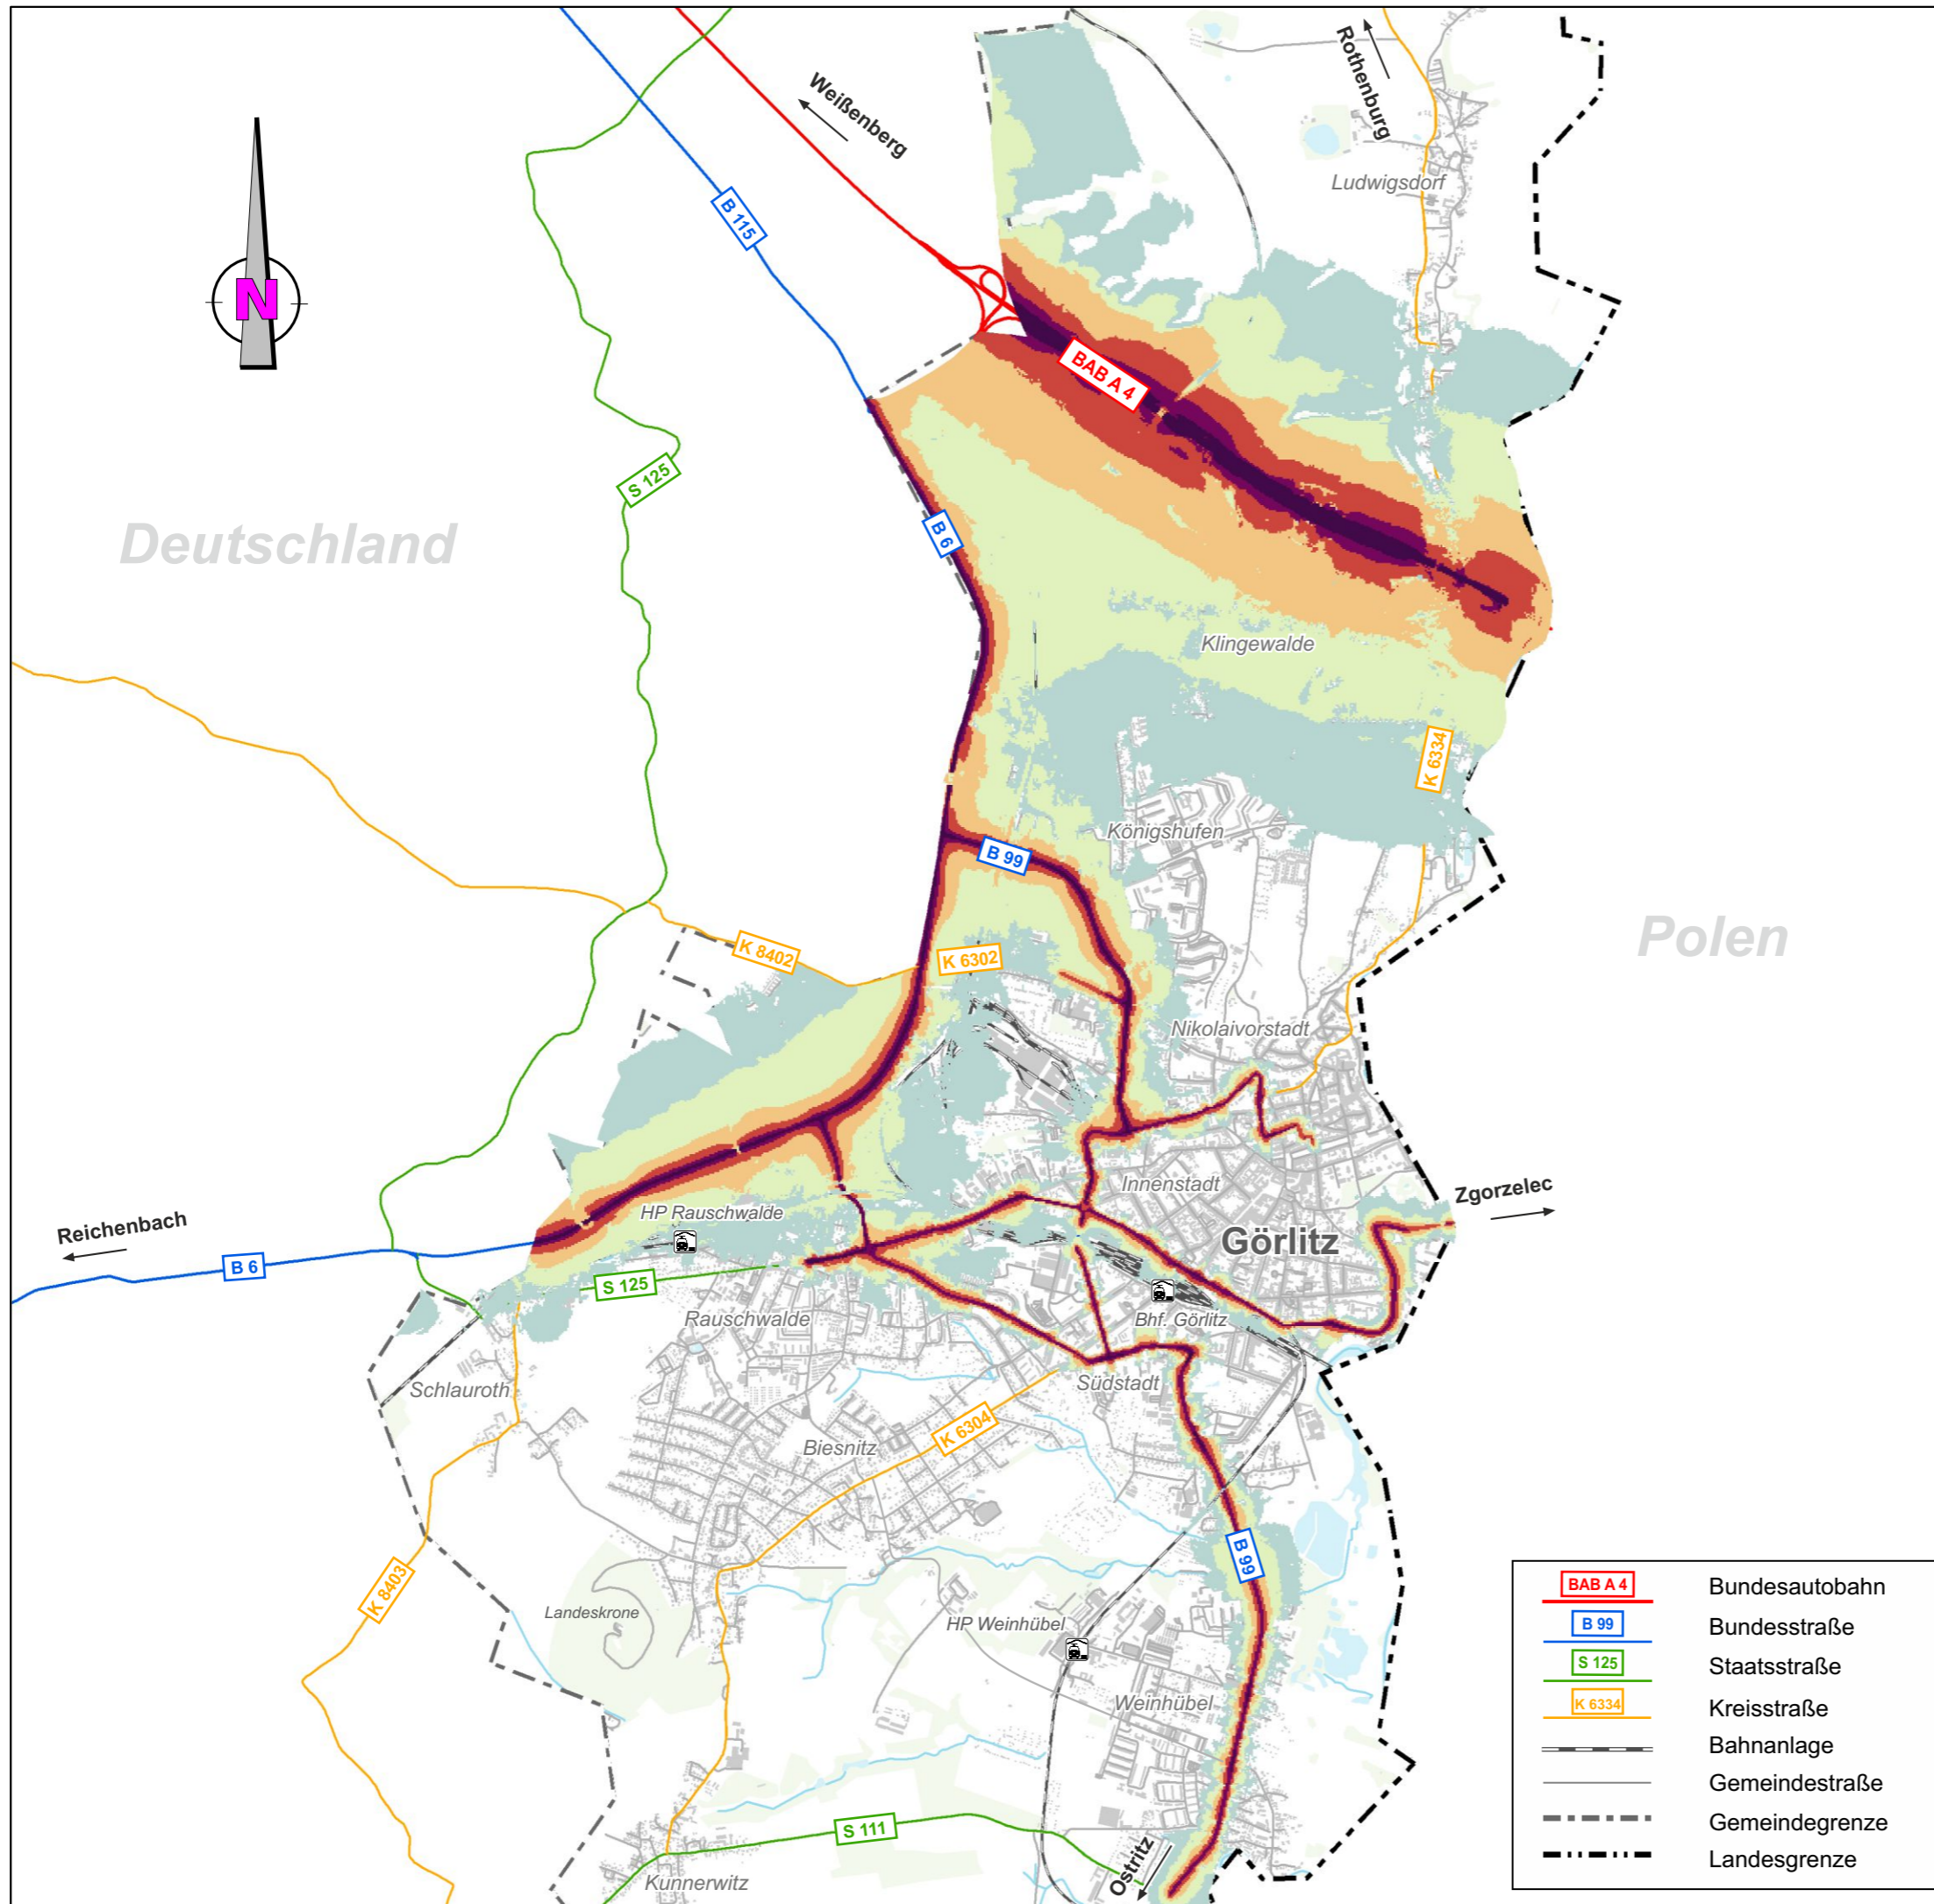 Rothenburg
Weißenberg
Ludwigsdorf
B 115
N
BAB A 4
S 125
Deutschland
B 6
Klingewalde
K 6334
Königshufen
B 99
Polen
K 8402
K 6302
Nikolaivorstadt
Innenstadt
Zgorzelec
Reichenbach
HP Rauschwalde
Görlitz
B 6
S 125
Rauschwalde
Bhf. Görlitz
Schlauroth
Südstadt
K 6304
Biesnitz
B 99
K 8403
Landeskrone
HP Weinhübel
Weinhübel
S 111
Ostritz
Kunnerwitz
BAB A 4 Bundesautobahn
B 99 Bundesstraße
S 125 Staatsstraße
K 6334 Kreisstraße
Bahnanlage
Gemeindestraße
Gemeindegrenze
Landesgrenze